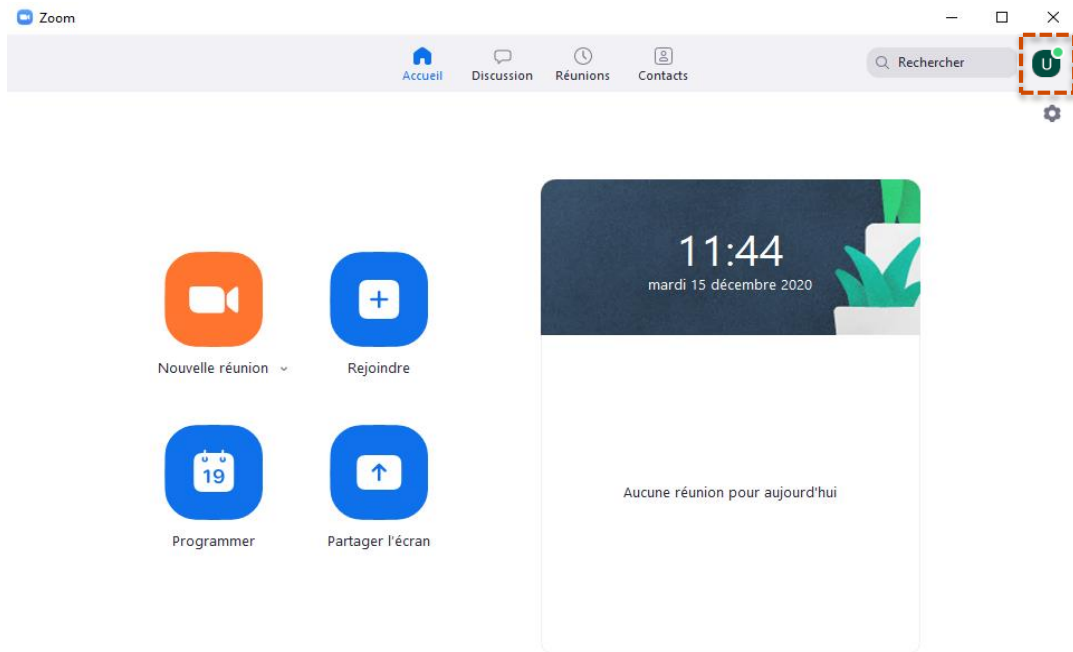 Zoom
Accueil
Discussion
Réunions
Contacts
Rechercher
U
11:44
mardi 15 décembre 2020
Nouvelle réunion
Rejoindre
19
Programmer
Partager l'écran
Aucune réunion pour aujourd'hui